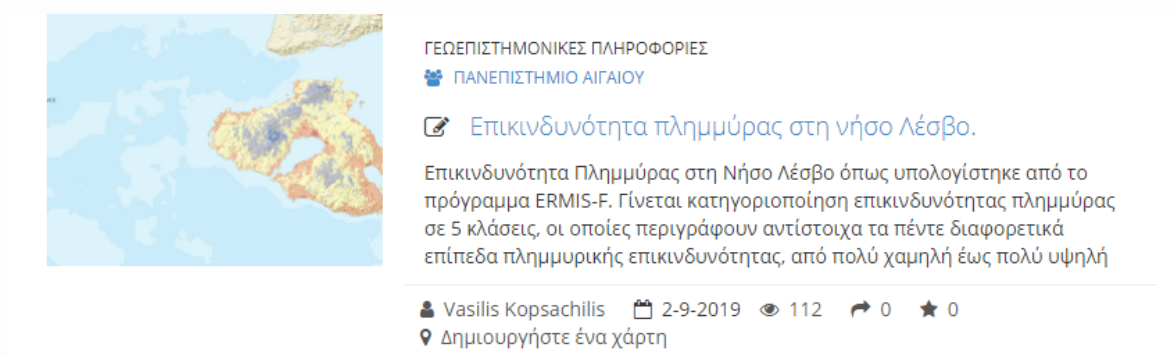 ΓΕΩΕΠΙΣΤΗΜΟΝΙΚΕΣ ΠΛΗΡΟΦΟΡΙΕΣ
ΠΑΝΕΠΙΣΤΗΜΙΟ ΑΙΓΑΙΟΥ
Επικινδυνότητα πλημμύρας στη νήσο Λέσβο.
Επικινδυνότητα Πλημμύρας στη Νήσο Λέσβο όπως υπολογίστηκε από το
πρόγραμμα ERMIS-F. Γίνεται κατηγοριοποίηση επικινδυνότητας πλημμύρας
σε 5 κλάσεις, οι οποίες περιγράφουν αντίστοιχα τα πέντε διαφορετικά
επίπεδα πλημμυρικής επικινδυνότητας, από πολύ χαμηλή έως πολύ υψηλή
Vasilis Kopsachilis 2-9-2019 112 0 0
Δημιουργήστε ένα χάρτη